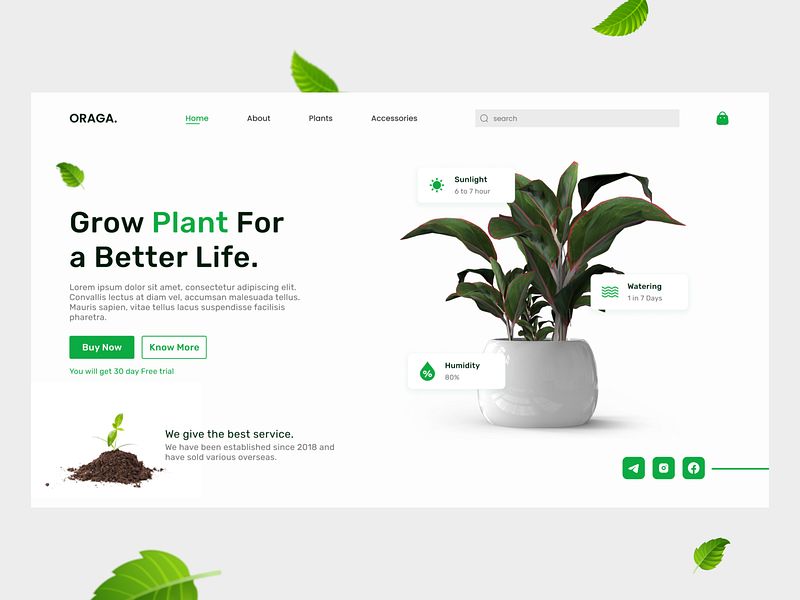 ORAGA.
Home
About
Plants
Accessories
search
Grow Plant For
a Better Life.
Lorem ipsum dolor sit amet, consectetur adipiscing elit.
Convallis lectus at diam vel, accumsan malesuada tellus.
Mauris sapien, vitae tellus lacus suspendisse facilisis
pharetra.
Buy Now
Know More
You will get 30 day Free trial
We give the best service.
We have been established since 2018 and
have sold various overseas.
Sunlight
6 to 7 hour
Watering
1 in 7 Days
%
Humidity
80%